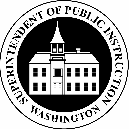 SUPERINTENDENT OF PUBLIC INSTRUCTION
WASHINGTON